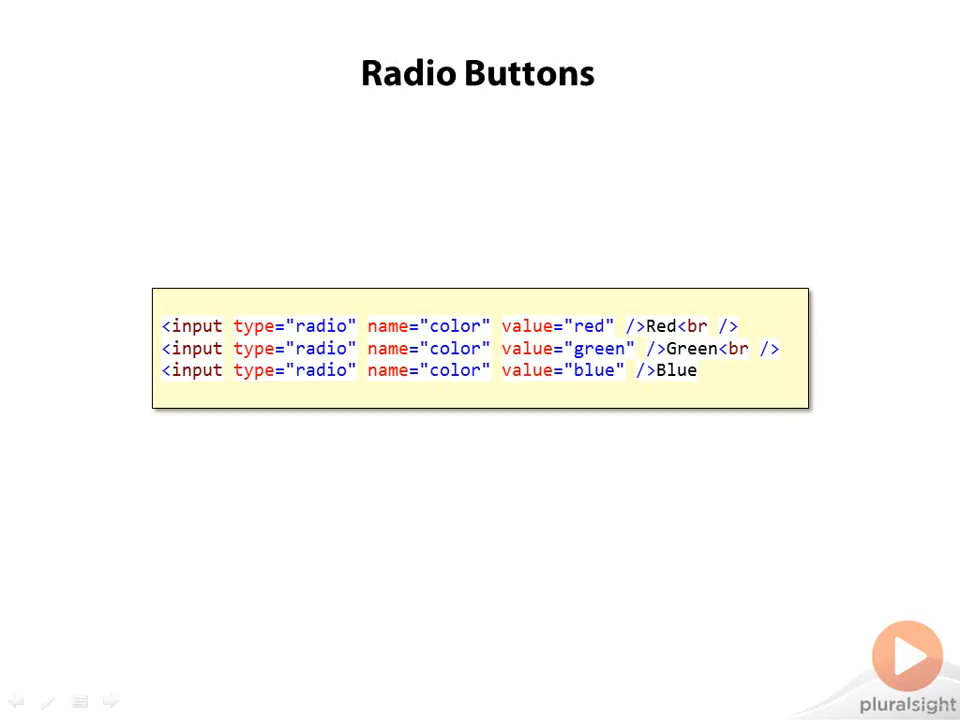 Radio Buttons
<input type="radio" name="color" value="red" />Red<br />
<input type="radio" name="color" value="green" />Green<br />
<input type="radio" name="color" value="blue" />Blue
pluralsight